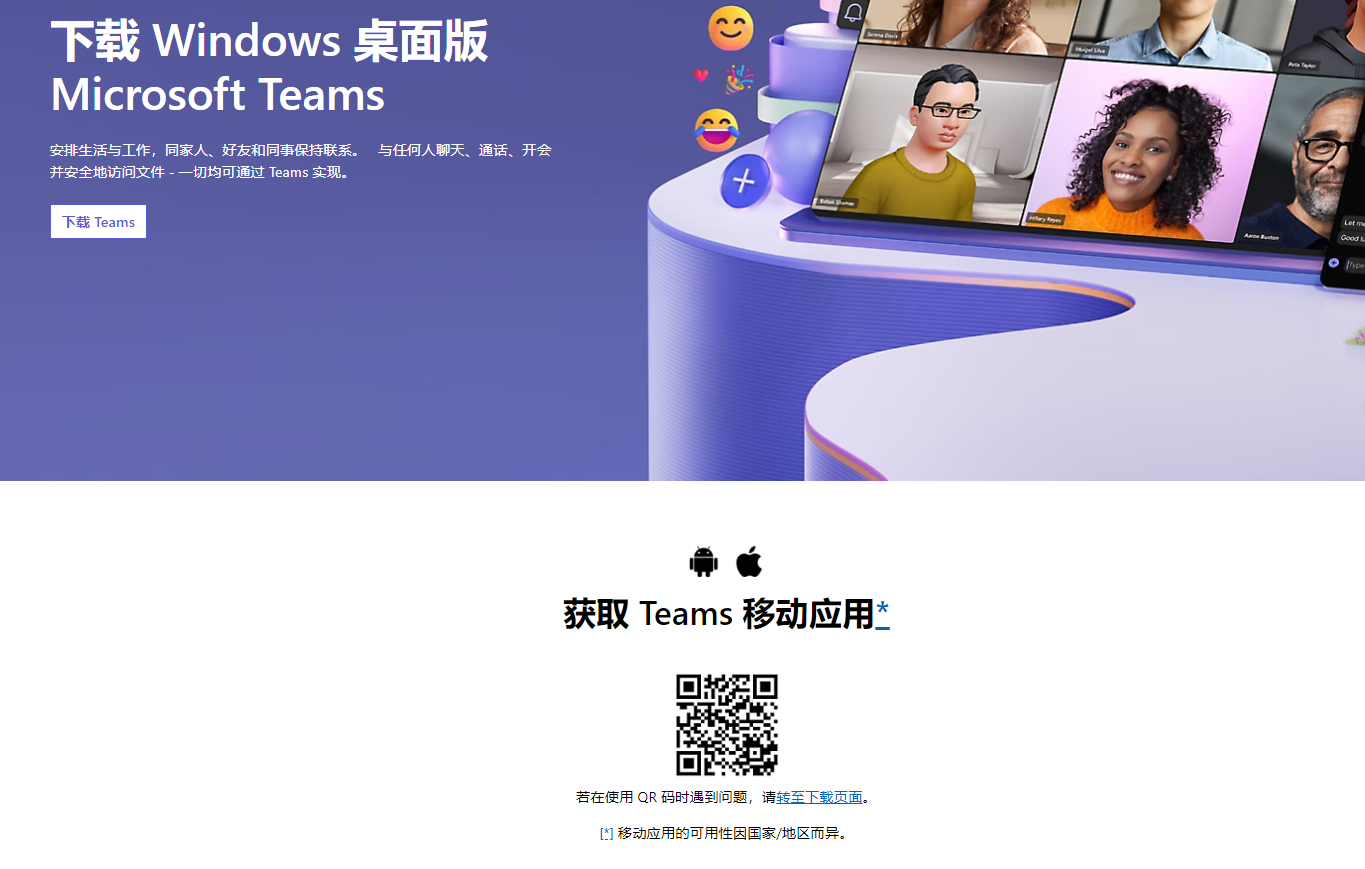 下载 Windows 桌面版
Microsoft Teams
安排生活与工作，同家人、好友和同事保持联系。 与任何人聊天、通话、开会
并安全地访问文件 - 一切均可通过 Teams 实现。
下载 Teams
Serena Davis
Muigel Silva
Reta Taylor
Babak Shamas
Hillary Reyes
Aaron Buxton
Let me
Good lu
Type
获取 Teams 移动应用*
若在使用 QR 码时遇到问题，请转至下载页面。
[*] 移动应用的可用性因国家/地区而异。